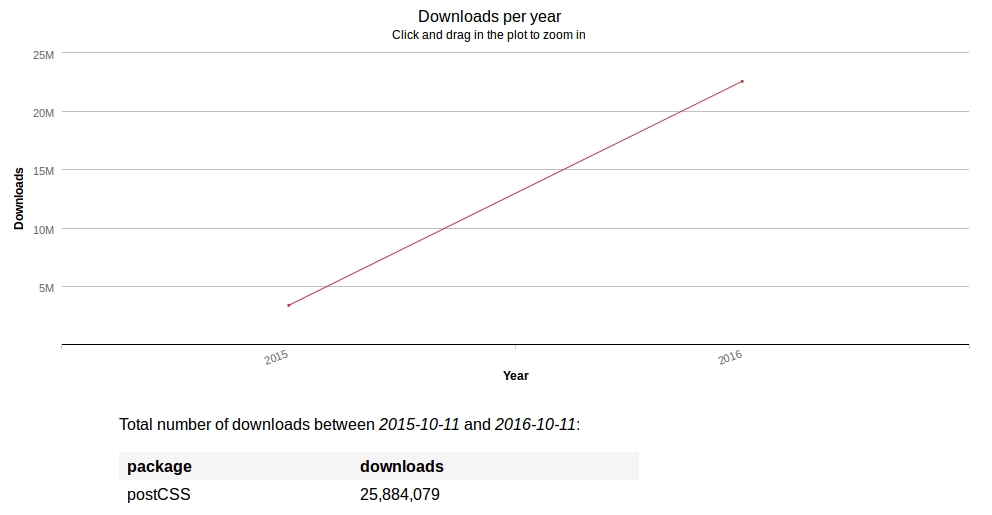 Downloads per year
Click and drag in the plot to zoom in
25M
20M
15M
10M
5M
Downloads
2015
2016
Year
Total number of downloads between 2015-10-11 and 2016-10-11:
package downloads
postCSS 25,884,079